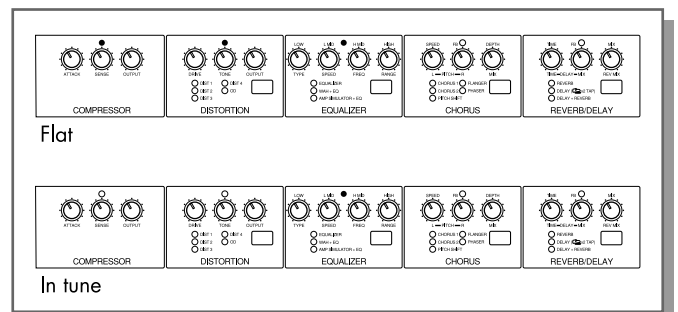 LOW L MID H MID HIGH SPEED FB DEPTH TIME FB MIX
ATTACK SENSE OUTPUT DRIVE TONE OUTPUT TYPE SPEED FREQ RANGE L PITCH R MIX TIME DELAY MIX REV MIX
DIST 1 DIST 4 EQUALIZER CHORUS 1 FLANGER REVERB
DIST 2 OD WAH + EQ CHORUS 2 PHASER DELAY TAP)
DIST 3 AMP SIMULATOR + EQ PITCH SHIFT DELAY + REVERB
COMPRESSOR DISTORTION EQUALIZER CHORUS REVERB/DELAY
Flat
LOW L MID H MID HIGH SPEED FB DEPTH TIME FB MIX
ATTACK SENSE OUTPUT DRIVE TONE OUTPUT TYPE SPEED FREQ RANGE L PITCH R MIX TIME DELAY MIX REV MIX
DIST 1 DIST 4 EQUALIZER CHORUS 1 FLANGER REVERB
DIST 2 OD WAH + EQ CHORUS 2 PHASER DELAY TAP)
DIST 3 AMP SIMULATOR + EQ PITCH SHIFT DELAY + REVERB
COMPRESSOR DISTORTION EQUALIZER CHORUS REVERB/DELAY
In tune